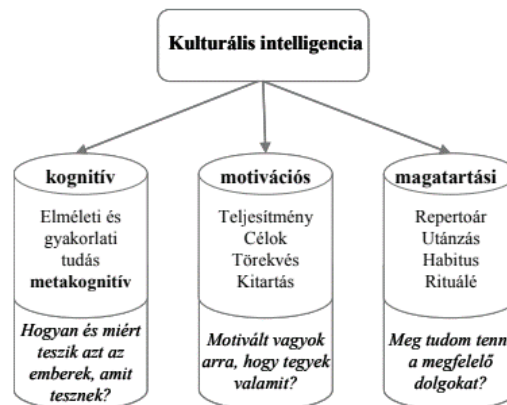 Kulturális intelligencia
kognitív
Elméleti és
gyakorlati
tudás
metakognitív
Hogyan és miért
teszik azt az
emberek, amit
tesznek?
motivációs
Teljesítmény
Célok
Törekvés
Kitartás
Motivált vagyok
arra, hogy tegyek
valamit?
magatartási
Repertoár
Utánzás
Habitus
Rituálé
Meg tudom tenn
a megfelelő
dolgokat?